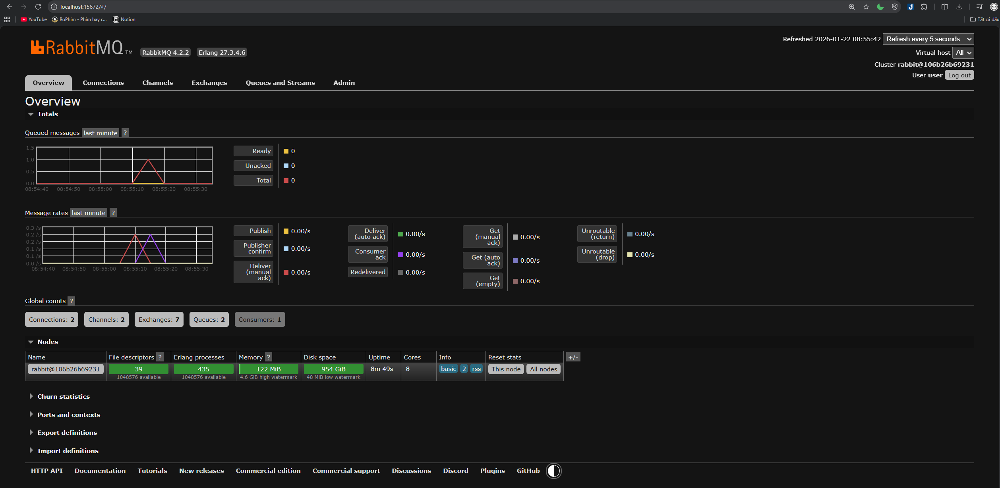 localhost:15672/#/
YouTube
RoPhim - Phim hay c...
Notion
Tất cả dấu
RabbitMQ TM
RabbitMQ 4.2.2
Erlang 27.3.4.6
Refreshed 2026-01-22 08:55:42
Refresh every 5 seconds
Virtual host All
Cluster rabbit@106b26b69231
User user Log out
Overview
Connections
Channels
Exchanges
Queues and Streams
Admin
Overview
Totals
Queued messages last minute ?
1.5
1.0
0.5
0.0
08:54:40 08:54:50 08:55:00 08:55:10 08:55:20 08:55:30
Ready 0
Unacked 0
Total 0
Message rates last minute ?
0.3 /s
0.2 /s
0.2 /s
0.1 /s
0.1 /s
0.0 /s
08:54:40 08:54:50 08:55:00 08:55:10 08:55:20 08:55:30
Publish 0.00/s
Publisher
confirm 0.00/s
Deliver
(manual
ack) 0.00/s
Deliver
(auto ack) 0.00/s
Consumer
ack 0.00/s
Redelivered 0.00/s
Get
(manual
ack) 0.00/s
Get (auto
ack) 0.00/s
Get
(empty) 0.00/s
Unroutable
(return) 0.00/s
Unroutable
(drop) 0.00/s
Global counts ?
Connections: 2
Channels: 2
Exchanges: 7
Queues: 2
Consumers: 1
Nodes
Name File descriptors ? Erlang processes Memory ? Disk space Uptime Cores Info Reset stats +/-
rabbit@106b26b69231 39 435 122 MiB 954 GiB 8m 49s 8 basic 2 rss This node All nodes
1048576 available 1048576 available 4.6 GiB high watermark 48 MiB low watermark
Churn statistics
Ports and contexts
Export definitions
Import definitions
HTTP API Documentation Tutorials New releases Commercial edition Commercial support Discussions Discord Plugins GitHub